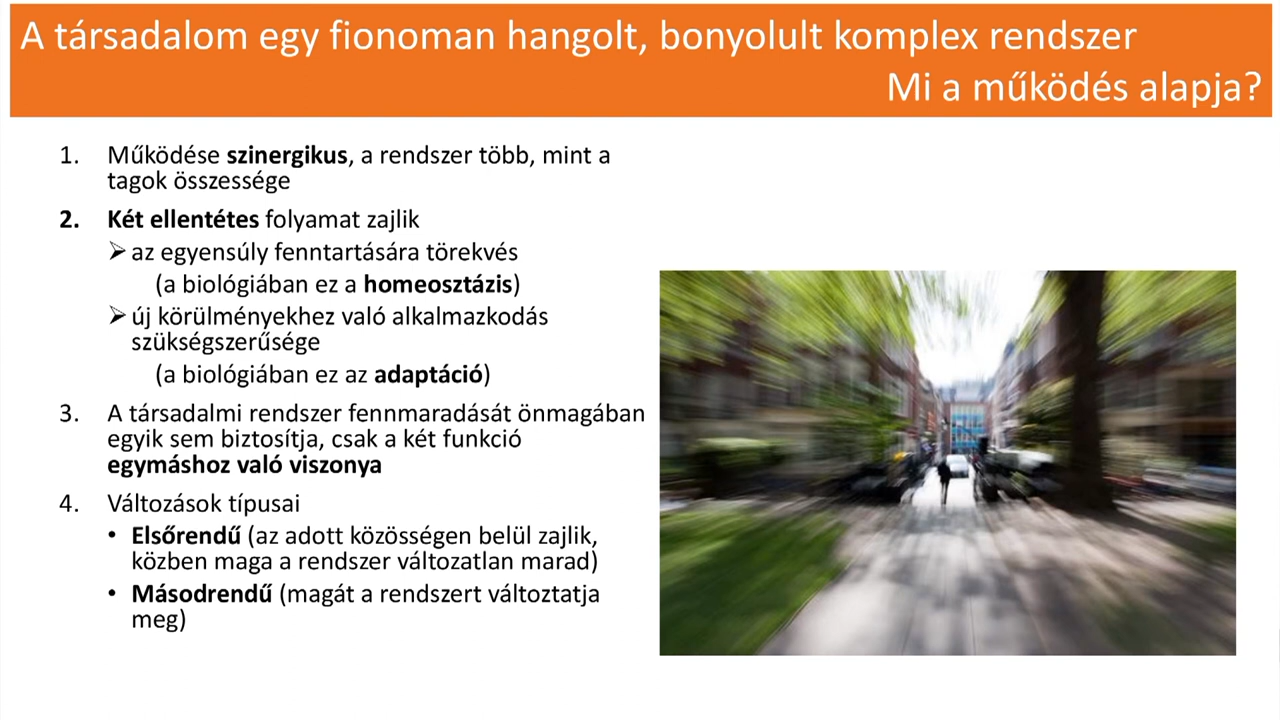 A társadalom egy fionoman hangolt, bonyolult komplex rendszer
Mi a működés alapja?
1. Működése szinergikus, a rendszer több, mint a
tagok összessége
2. Két ellentétes folyamat zajlik
➢ az egyensúly fenntartására törekvés
(a biológiában ez a homeosztázis)
➢ új körülményekhez való alkalmazkodás
szükségszerűsége
(a biológiában ez az adaptáció)
3. A társadalmi rendszer fennmaradását önmagában
egyik sem biztosítja, csak a két funkció
egymáshoz való viszonya
4. Változások típusai
• Elsőrendű (az adott közösségen belül zajlik,
közben maga a rendszer változatlan marad)
• Másodrendű (magát a rendszert változtatja
meg)